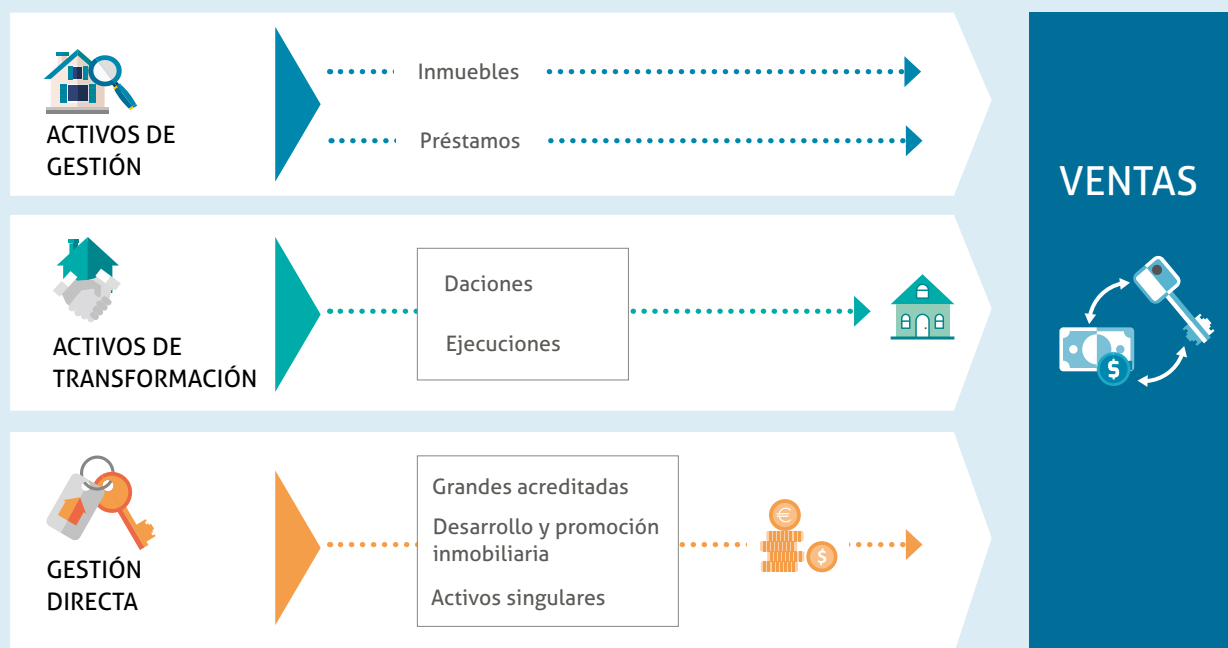 ACTIVOS DE
GESTIÓN
Inmuebles
Préstamos
ACTIVOS DE
TRANSFORMACIÓN
Daciones
Ejecuciones
GESTIÓN
DIRECTA
Grandes acreditadas
Desarrollo y promoción
inmobiliaria
Activos singulares
€
$
VENTAS
$